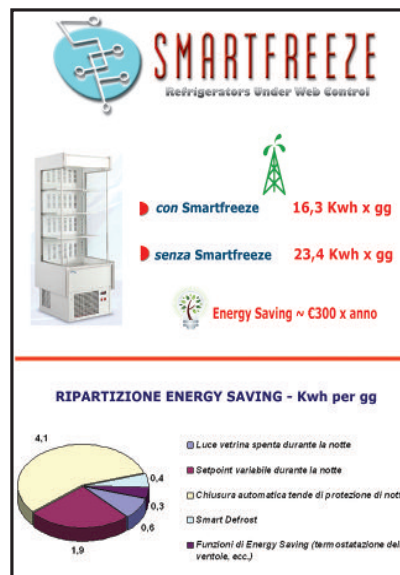 SMARTFREEZE
Refrigerators Under Web Control
con Smartfreeze 16,3 Kwh x gg
senza Smartfreeze 23,4 Kwh x gg
Energy Saving ~ €300 x anno
RIPARTIZIONE ENERGY SAVING - Kwh per gg
4,1
0,4
0,3
0,6
1,9
Luce vetrina spenta durante la notte
Setpoint variabile durante la notte
Chiusura automatica tende di protezione di nott
Smart Defrost
Funzioni di Energy Saving (termostatazione del
ventole, ecc.)